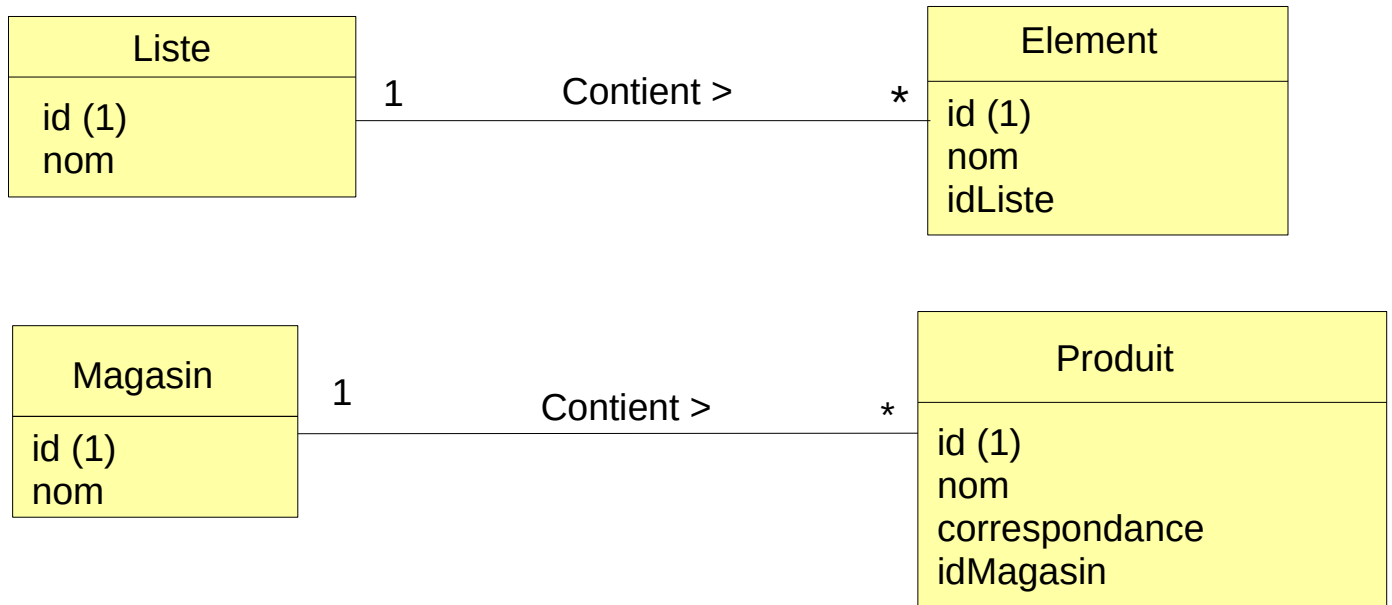 Liste
id (1)
nom
1
Contient >
*
Element
id (1)
nom
idListe
Magasin
id (1)
nom
1
Contient >
*
Produit
id (1)
nom
correspondance
idMagasin